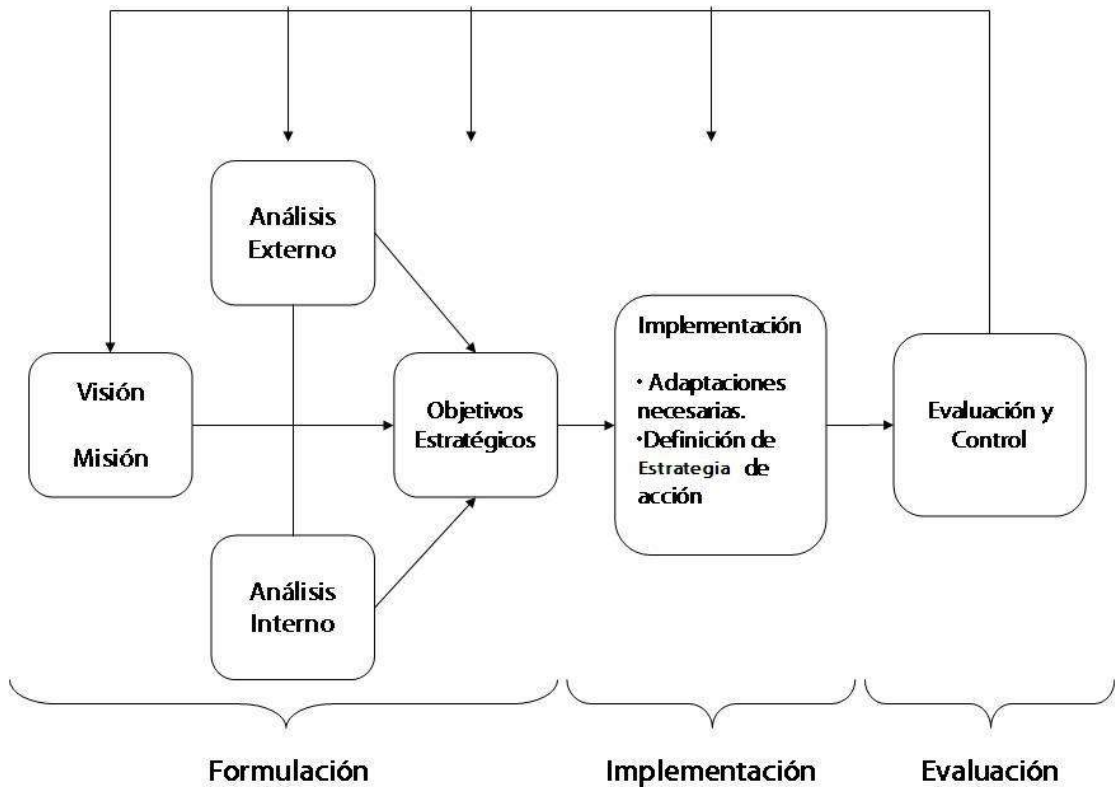 Análisis
Externo
Visión
Misión
Análisis
Interno
Objetivos
Estratégicos
Implementación
• Adaptaciones
necesarias.
•Definición de
Estrategia de
acción
Evaluación y
Control
Formulación
Implementación
Evaluación